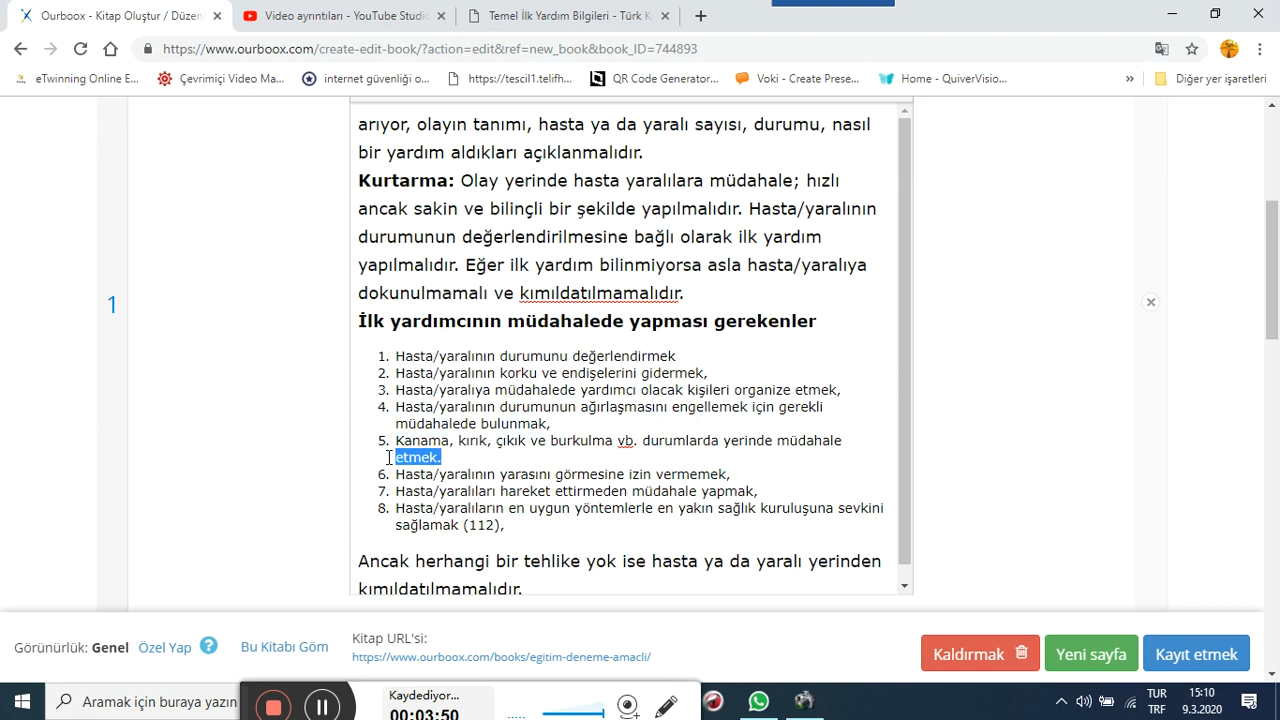 Ourboox - Kitap Oluştur / Düzen
Video ayrıntıları - YouTube Studio
Temel İlk Yardım Bilgileri - Türk K
https://www.ourboox.com/create-edit-book/?action=edit&ref=new_book&book_ID=744893
eTwinning Online E...
Çevrimiçi Video Ma...
internet güvenliği o...
https://tescil1.telifh...
QR Code Generator...
Voki - Create Prese...
Home - QuiverVisio...
»
Diğer yer işaretleri
arıyor, olayın tanımı, hasta ya da yaralı sayısı, durumu, nasıl
bir yardım aldıkları açıklanmalıdır.
Kurtarma: Olay yerinde hasta yaralılara müdahale; hızlı
ancak sakin ve bilinçli bir şekilde yapılmalıdır. Hasta/yaralının
durumunun değerlendirilmesine bağlı olarak ilk yardım
yapılmalıdır. Eğer ilk yardım bilinmiyorsa asla hasta/yaralıya
dokunulmamalı ve kımıldatılmamalıdır.
1
İlk yardımcının müdahalede yapması gerekenler
1. Hasta/yaralının durumunu değerlendirmek
2. Hasta/yaralının korku ve endişelerini gidermek,
3. Hasta/yaralıya müdahalede yardımcı olacak kişileri organize etmek,
4. Hasta/yaralının durumunun ağırlaşmasını engellemek için gerekli
müdahalede bulunmak,
5. Kanama, kırık, çıkık ve burkulma vb. durumlarda yerinde müdahale
etmek.
6. Hasta/yaralının yarasını görmesine izin vermemek,
7. Hasta/yaralıları hareket ettirmeden müdahale yapmak,
8. Hasta/yaralıların en uygun yöntemlerle en yakın sağlık kuruluşuna sevkini
sağlamak (112),
Ancak herhangi bir tehlike yok ise hasta ya da yaralı yerinden
kımıldatılmamalıdır.
Görünürlük: Genel Özel Yap ? Bu Kitabı Göm
Kitap URL'si:
https://www.ourboox.com/books/egitim-deneme-amacli/
Kaldırmak
Yeni sayfa
Kayıt etmek
Aramak için buraya yazın
Kaydediyor...
00:03:50
TUR
TRF
15:10
9.3.2020